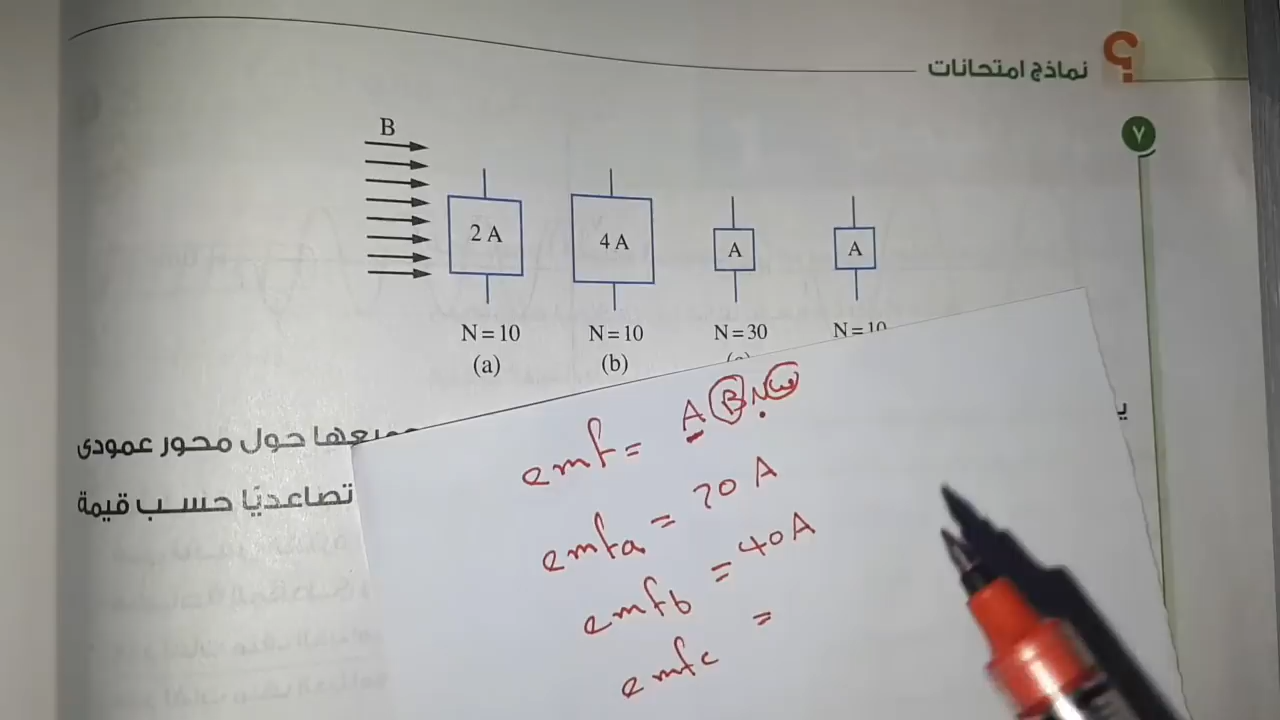 نماذج امتحانات
؟
٧
B
2 A 4 A A A
N = 10 N = 10 N = 30 N = 10
(a) (b) (c)
emf = A B N ω
حول محور عمودى
تصاعديًا حسب قيمة
emfa = 20 A
emfb = 40 A
emfc =